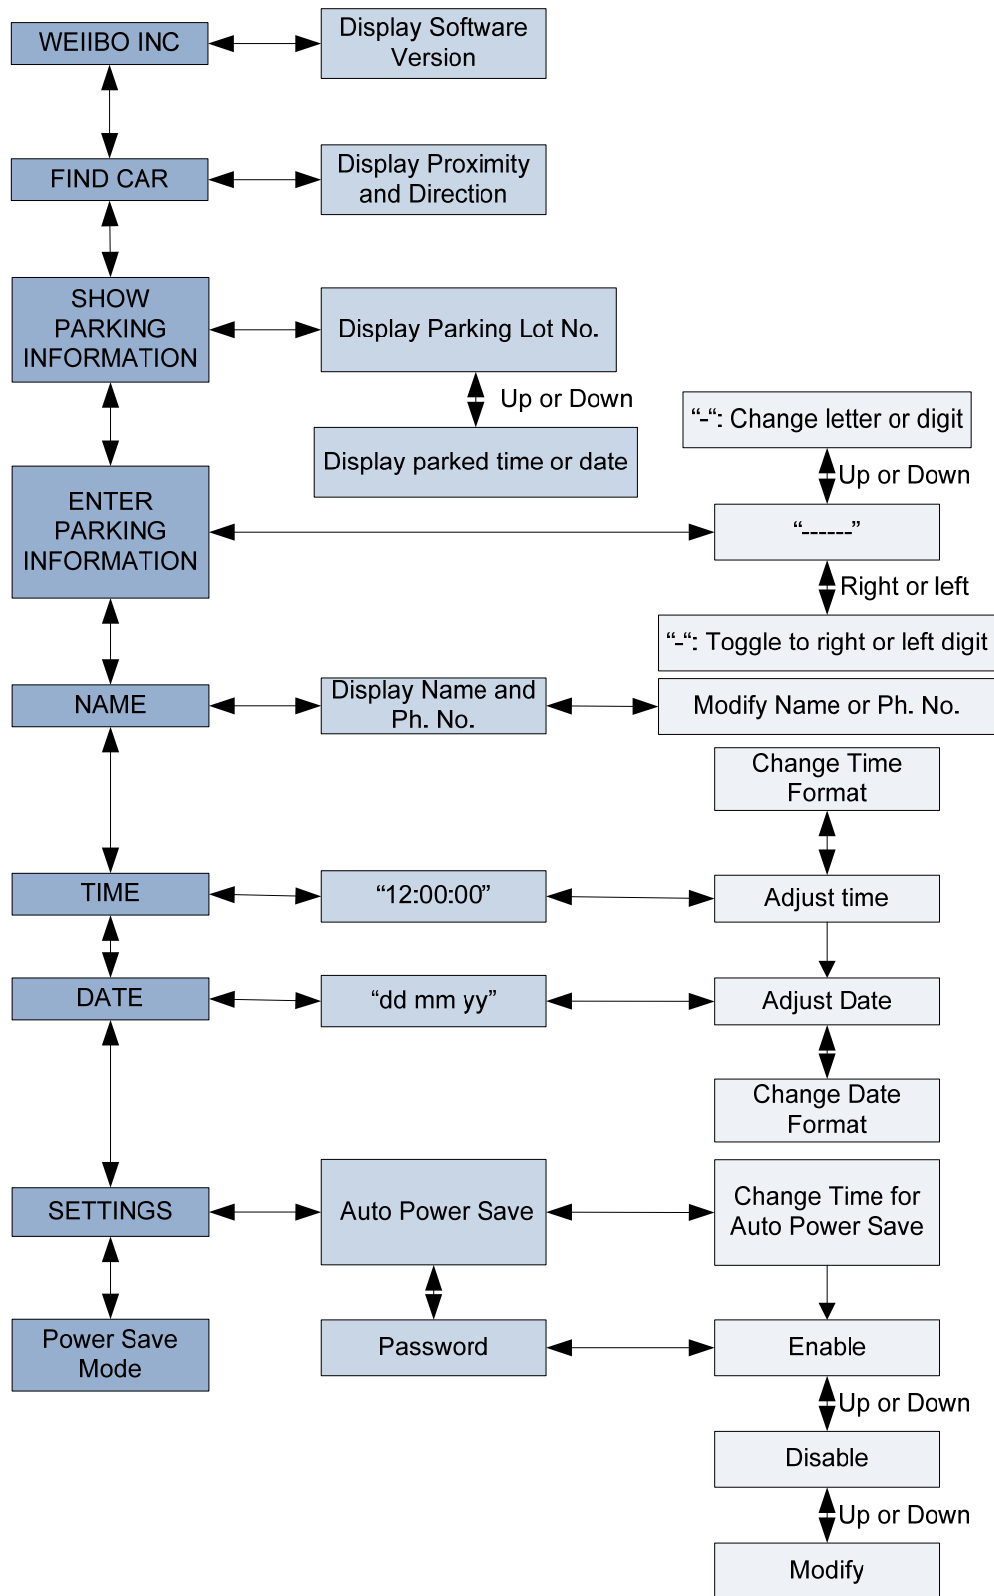 WEIIBO INC
Display Software
Version
FIND CAR
Display Proximity
and Direction
SHOW
PARKING
INFORMATION
Display Parking Lot No.
Up or Down
Display parked time or date
“-“: Change letter or digit
Up or Down
ENTER
PARKING
INFORMATION
“------”
Right or left
“-“: Toggle to right or left digit
NAME
Display Name and
Ph. No.
Modify Name or Ph. No.
Change Time
Format
TIME
“12:00:00”
Adjust time
DATE
“dd mm yy”
Adjust Date
Change Date
Format
SETTINGS
Auto Power Save
Change Time for
Auto Power Save
Power Save
Mode
Password
Enable
Up or Down
Disable
Up or Down
Modify